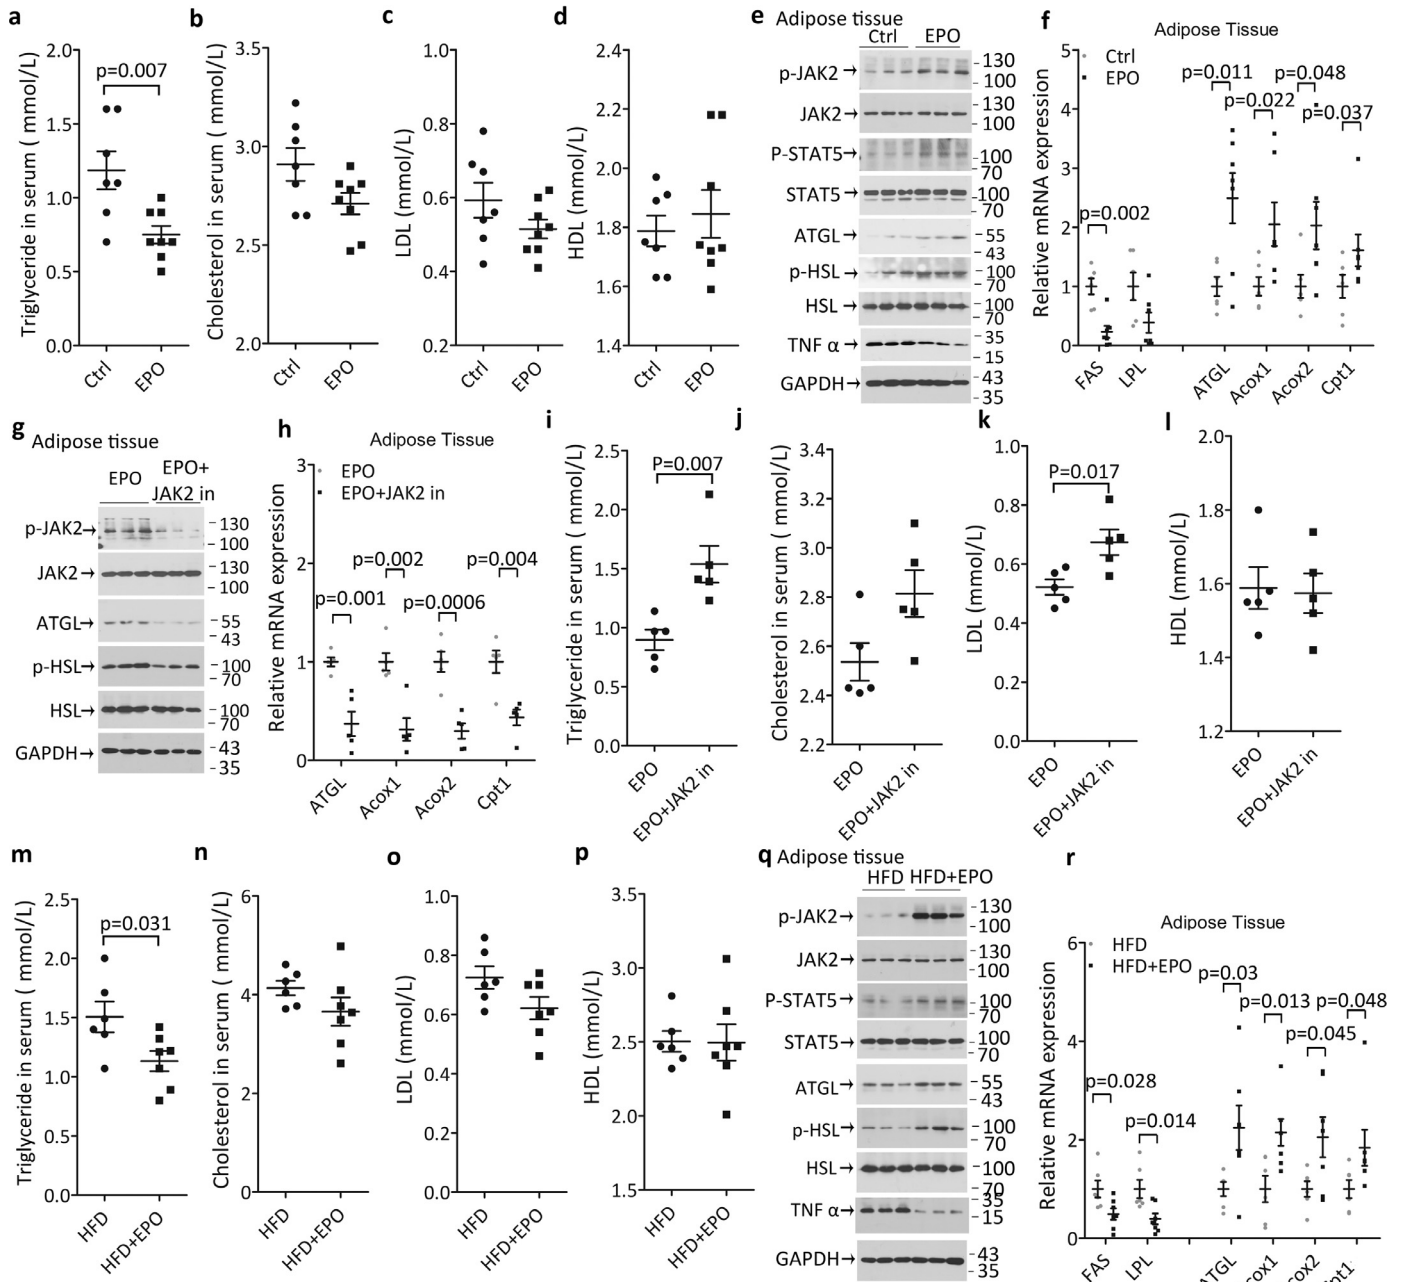 a
Triglyceride in serum ( mmol/L)
2.0
1.5
1.0
0.5
0.0
p=0.007
Ctrl
EPO
b
Cholesterol in serum ( mmol/L)
3.5
3.0
2.5
2.0
Ctrl
EPO
c
LDL (mmol/L)
1.0
0.8
0.6
0.4
0.2
Ctrl
EPO
d
HDL (mmol/L)
2.4
2.2
2.0
1.8
1.6
1.4
Ctrl
EPO
e
Adipose tissue
Ctrl EPO
p-JAK2 130
100
JAK2 130
100
P-STAT5 100
70
STAT5 100
70
ATGL 55
43
p-HSL 100
70
HSL 100
70
TNF α 35
15
GAPDH 43
35
f
Adipose Tissue
Relative mRNA expression
5
4
3
2
1
0
Ctrl
EPO
p=0.002
p=0.011
p=0.022
p=0.048
p=0.037
FAS
LPL
ATGL
Acox1
Acox2
Cpt1
g
Adipose tissue
EPO EPO+
JAK2 in
p-JAK2 130
100
JAK2 130
100
ATGL 55
43
p-HSL 100
70
HSL 100
70
GAPDH 43
35
h
Adipose Tissue
Relative mRNA expression
3
2
1
0
EPO
EPO+JAK2 in
p=0.001
p=0.002
p=0.0006
p=0.004
ATGL
Acox1
Acox2
Cpt1
i
Triglyceride in serum ( mmol/L)
2.5
2.0
1.5
1.0
0.5
0.0
P=0.007
EPO
EPO+JAK2 in
j
Cholesterol in serum ( mmol/L)
3.4
3.2
3.0
2.8
2.6
2.4
2.2
EPO
EPO+JAK2 in
k
LDL (mmol/L)
1.0
0.8
0.6
0.4
0.2
0.0
P=0.017
EPO
EPO+JAK2 in
l
HDL (mmol/L)
2.0
1.8
1.6
1.4
1.2
EPO
EPO+JAK2 in
m
Triglyceride in serum ( mmol/L)
2.5
2.0
1.5
1.0
0.5
0.0
p=0.031
HFD
HFD+EPO
n
Cholesterol in serum ( mmol/L)
6
4
2
0
HFD
HFD+EPO
o
LDL (mmol/L)
1.0
0.8
0.6
0.4
0.2
0.0
HFD
HFD+EPO
p
HDL (mmol/L)
3.5
3.0
2.5
2.0
1.5
HFD
HFD+EPO
q
Adipose tissue
HFD HFD+EPO
p-JAK2 130
100
JAK2 130
100
P-STAT5 100
70
STAT5 100
70
ATGL 55
43
p-HSL 100
70
HSL 100
70
TNF α 35
15
GAPDH 43
35
r
Adipose Tissue
Relative mRNA expression
6
4
2
0
HFD
HFD+EPO
p=0.028
p=0.014
p=0.03
p=0.013
p=0.045
p=0.048
FAS
LPL
ATGL
cox1
cox2
pt1